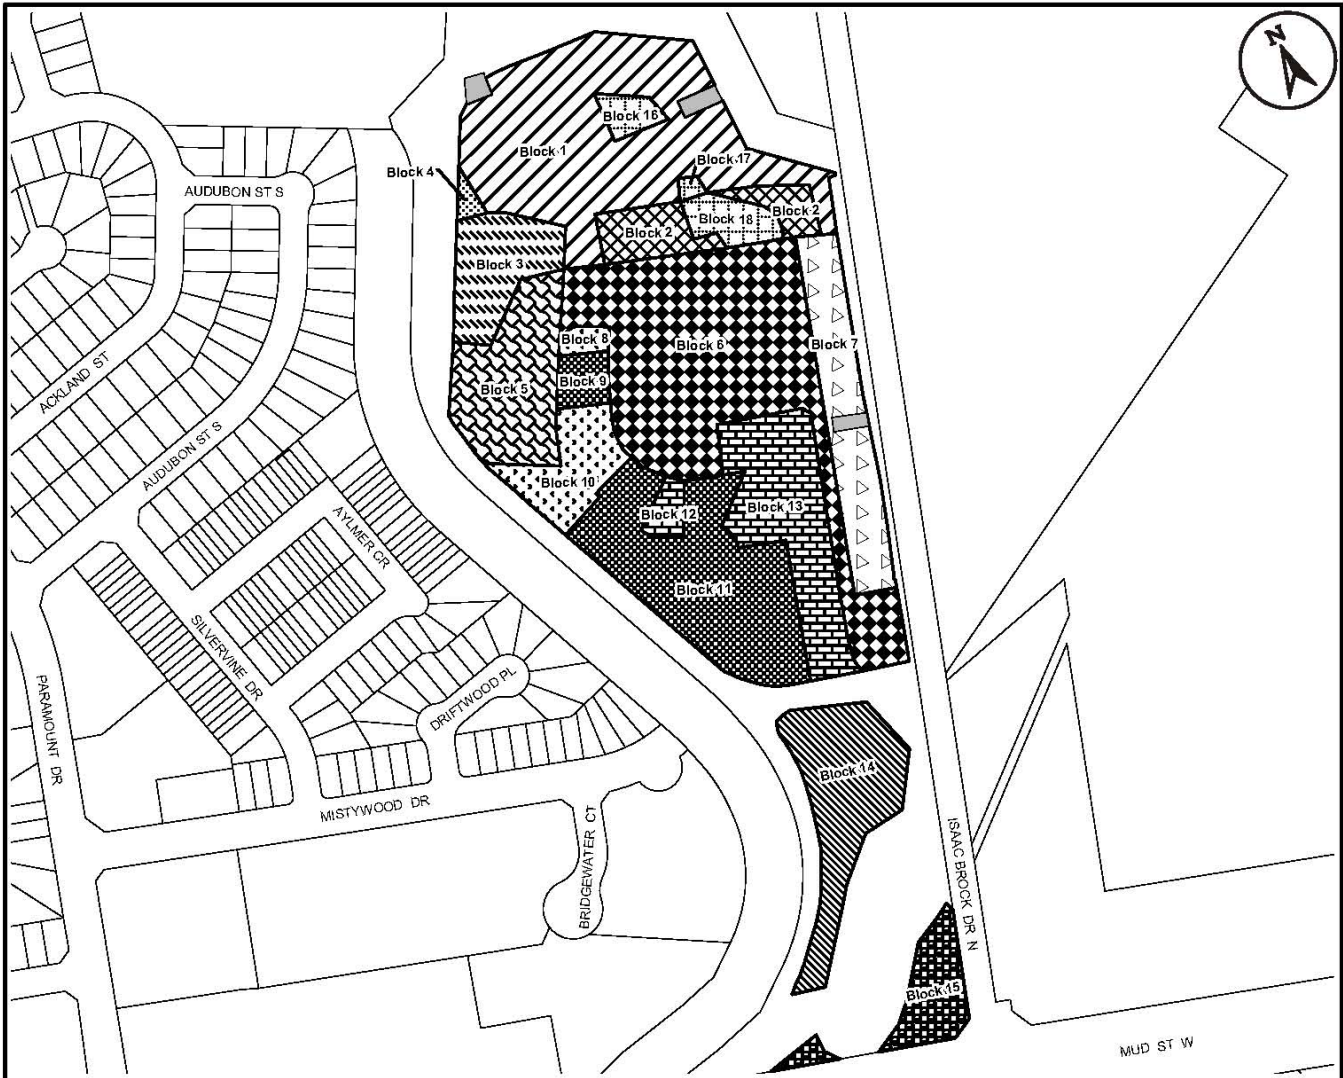 N
Block 16
Block 1
Block 17
Block 4
AUDUBON ST S
Block 2
Block 18
Block 2
Block 3
Block 8
Block 6
Block 7
ACKLAND ST
Block 5
Block 9
AUDUBON ST S
Block 10
Block 12
Block 13
AYLMER CR
Block 11
SILVERVINE DR
PARAMOUNT DR
DRIFTWOOD PL
Block 14
MISTYWOOD DR
BRIDGEWATER CT
ISAAC BROCK DR N
Block 15
MUD ST W